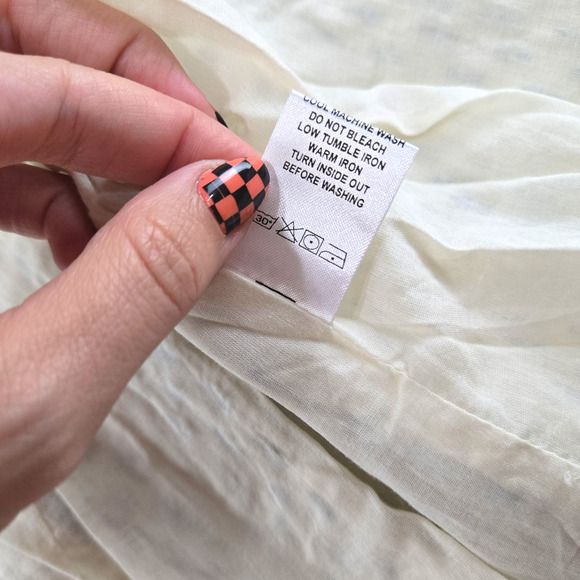 COOL MACHINE WASH
DO NOT BLEACH
LOW TUMBLE IRON
WARM IRON
TURN INSIDE OUT
BEFORE WASHING
30°